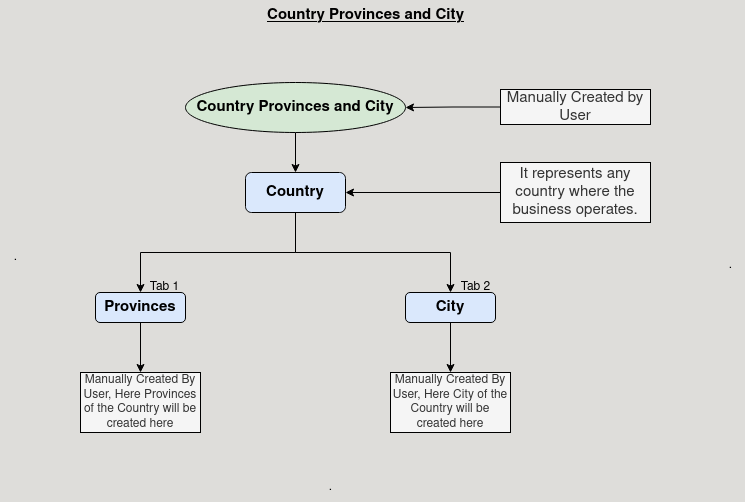 Country Provinces and City
Country Provinces and City
Manually Created by
User
Country
It represents any
country where the
business operates.
Tab 1
Provinces
Tab 2
City
Manually Created By
User, Here Provinces
of the Country will be
created here
Manually Created By
User, Here City of the
Country will be
created here